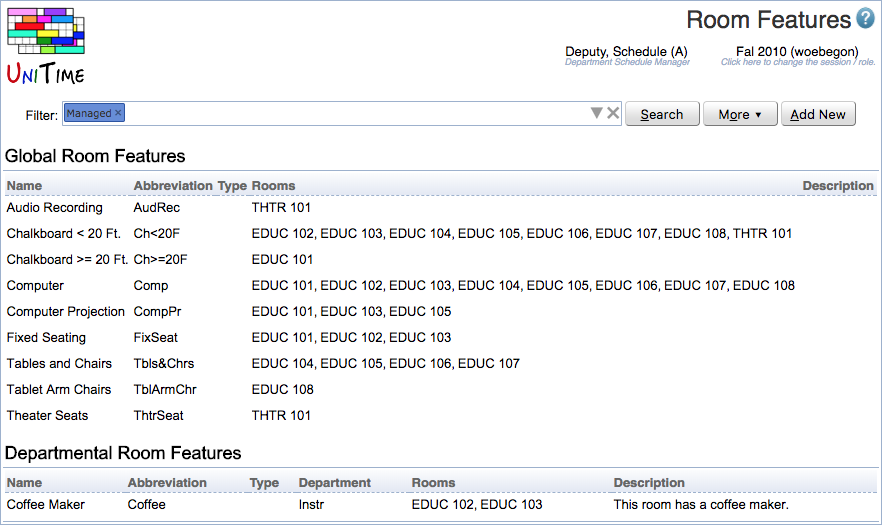 Room Features ?
UNITIME
Deputy, Schedule (A) Fal 2010 (woebegon)
Department Schedule Manager Click here to change the session / role.
Filter: Managed × Search More ▼ Add New
Global Room Features
Name Abbreviation Type Rooms Description
Audio Recording AudRec THTR 101
Chalkboard < 20 Ft. Ch<20F EDUC 102, EDUC 103, EDUC 104, EDUC 105, EDUC 106, EDUC 107, EDUC 108, THTR 101
Chalkboard >= 20 Ft. Ch>=20F EDUC 101
Computer Comp EDUC 101, EDUC 102, EDUC 103, EDUC 104, EDUC 105, EDUC 106, EDUC 107, EDUC 108
Computer Projection CompPr EDUC 101, EDUC 103, EDUC 105
Fixed Seating FixSeat EDUC 101, EDUC 102, EDUC 103
Tables and Chairs Tbls&Chrs EDUC 104, EDUC 105, EDUC 106, EDUC 107
Tablet Arm Chairs TblArmChr EDUC 108
Theater Seats ThtrSeat THTR 101
Departmental Room Features
Name Abbreviation Type Department Rooms Description
Coffee Maker Coffee Instr EDUC 102, EDUC 103 This room has a coffee maker.